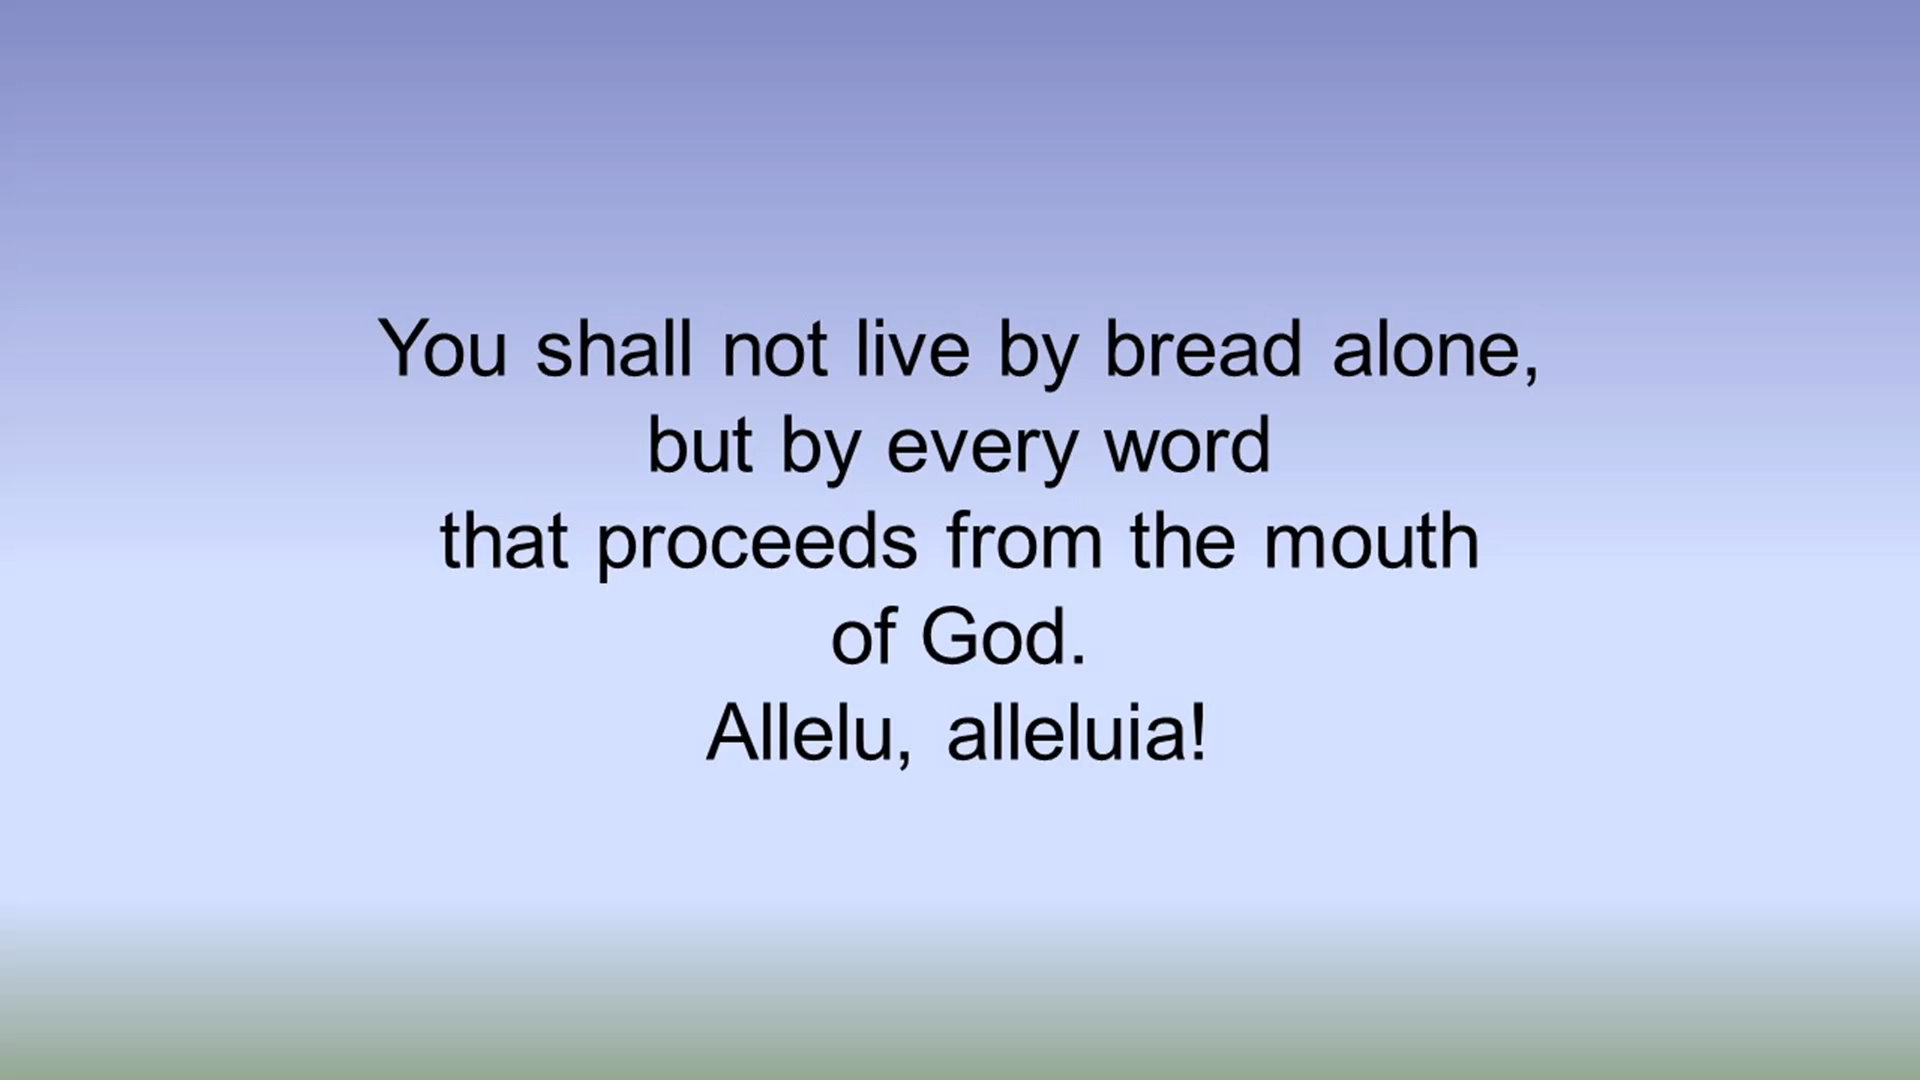 You shall not live by bread alone,
but by every word
that proceeds from the mouth
of God.
Allelu, alleluia!